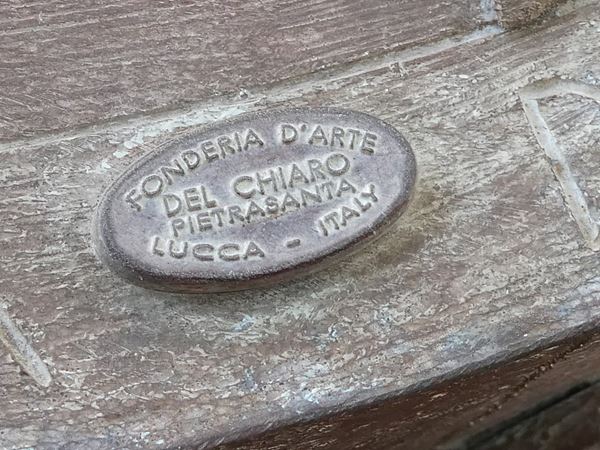 FONDERIA D'ARTE
DEL CHIARO
PIETRASANTA
LUCCA - ITALY